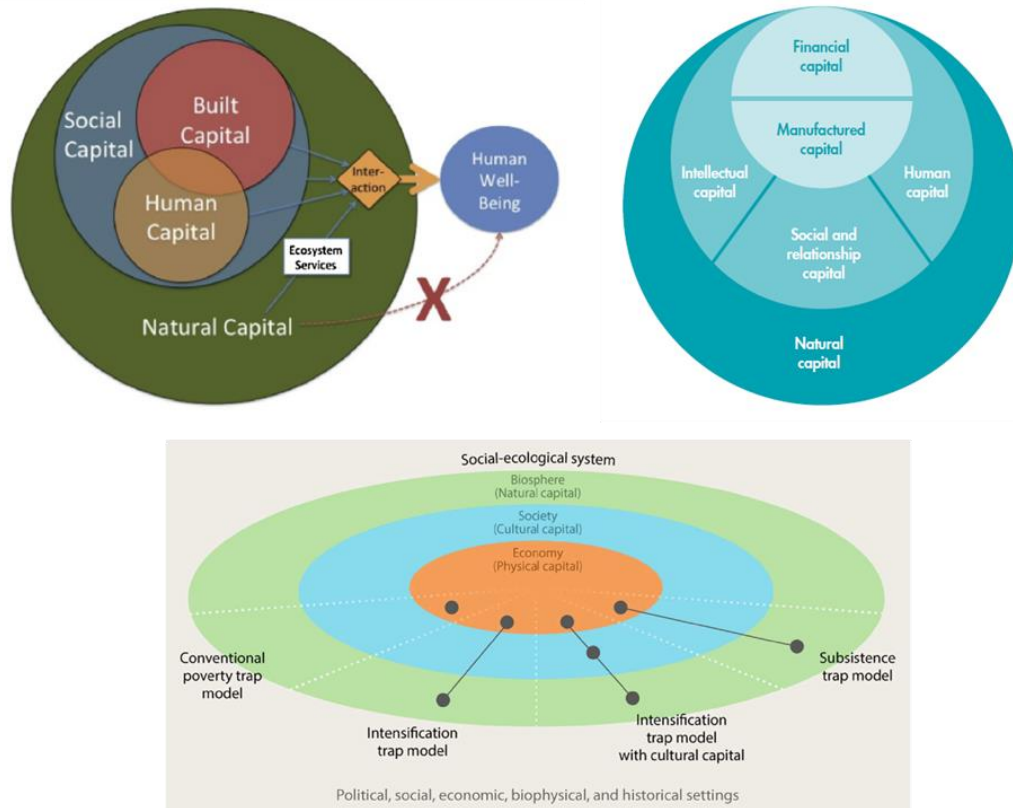 Social
Capital
Built
Capital
Human
Capital
Inter-
action
Human
Well-
Being
Ecosystem
Services
Natural Capital
X
Financial
capital
Manufactured
capital
Intellectual
capital
Human
capital
Social and
relationship
capital
Natural
capital
Social-ecological system
Biosphere
(Natural capital)
Society
(Cultural capital)
Economy
(Physical capital)
Conventional
poverty trap
model
Intensification
trap model
Intensification
trap model
with cultural capital
Subsistence
trap model
Political, social, economic, biophysical, and historical settings